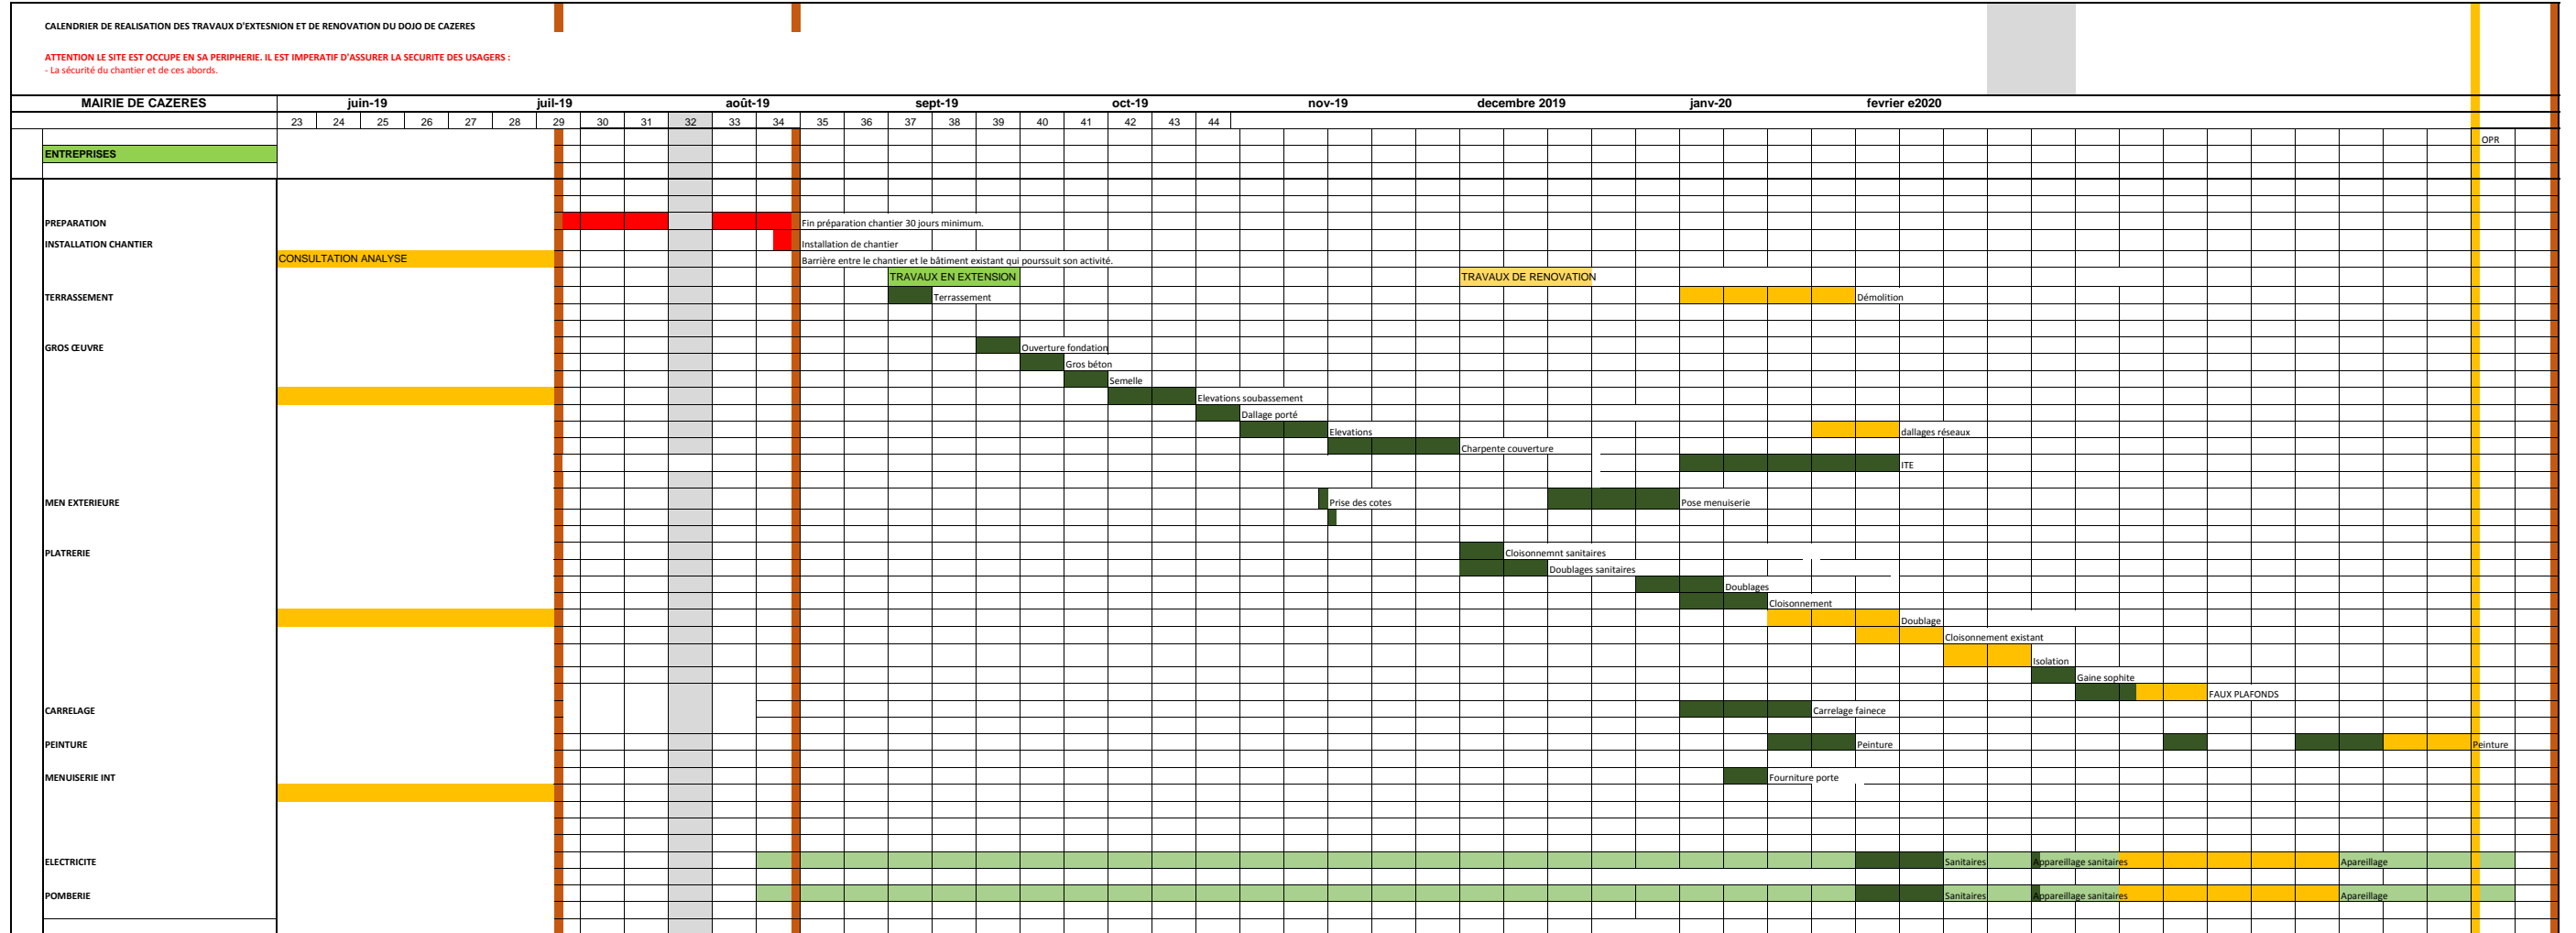 CALENDRIER DE REALISATION DES TRAVAUX D'EXTESNION ET DE RENOVATION DU DOJO DE CAZERES
ATTENTION LE SITE EST OCCUPE EN SA PERIPHERIE. IL EST IMPERATIF D'ASSURER LA SECURITE DES USAGERS :
- La sécurité du chantier et de ces abords.
MAIRIE DE CAZERES juin-19 juil-19 août-19 sept-19 oct-19 nov-19 decembre 2019 janv-20 fevrier e2020
23 24 25 26 27 28 29 30 31 32 33 34 35 36 37 38 39 40 41 42 43 44
OPR
ENTREPRISES
PREPARATION Fin préparation chantier 30 jours minimum.
INSTALLATION CHANTIER Installation de chantier
CONSULTATION ANALYSE Barrière entre le chantier et le bâtiment existant qui pourssuit son activité.
TRAVAUX EN EXTENSION TRAVAUX DE RENOVATION
TERRASSEMENT Terrassement Démolition
GROS ŒUVRE Ouverture fondation
Gros béton
Semelle
Elevations soubassement
Dallage porté
Elevations dallages réseaux
Charpente couverture
ITE
MEN EXTERIEURE Prise des cotes Pose menuiserie
PLATRERIE Cloisonnemnt sanitaires
Doublages sanitaires
Doublages
Cloisonnement
Doublage
Cloisonnement existant
Isolation
Gaine sophite
FAUX PLAFONDS
CARRELAGE Carrelage fainece
PEINTURE Peinture Peinture
MENUISERIE INT Fourniture porte
ELECTRICITE Sanitaires Appareillage sanitaires Apareillage
POMBERIE Sanitaires Appareillage sanitaires Apareillage